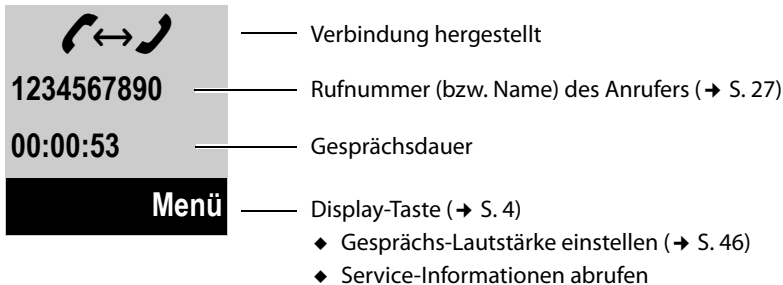 Verbindung hergestellt
1234567890 Rufnummer (bzw. Name) des Anrufers (➔ S. 27)
00:00:53 Gesprächsdauer
Menü Display-Taste (➔ S. 4)
◆ Gesprächs-Lautstärke einstellen (➔ S. 46)
◆ Service-Informationen abrufen